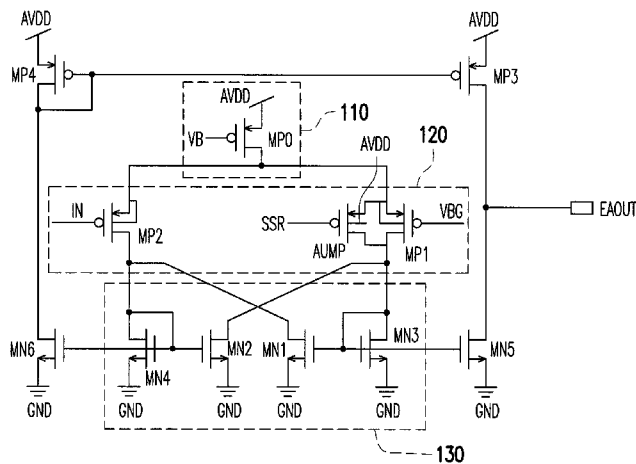 AVDD AVDD
MP4 MP3
AVDD 110
VB MP0
AVDD 120
IN SSR VBG EAOUT
MP2 AUMP MP1
MN6 MN2 MN1 MN3 MN5
MN4
GND GND GND GND GND GND
130